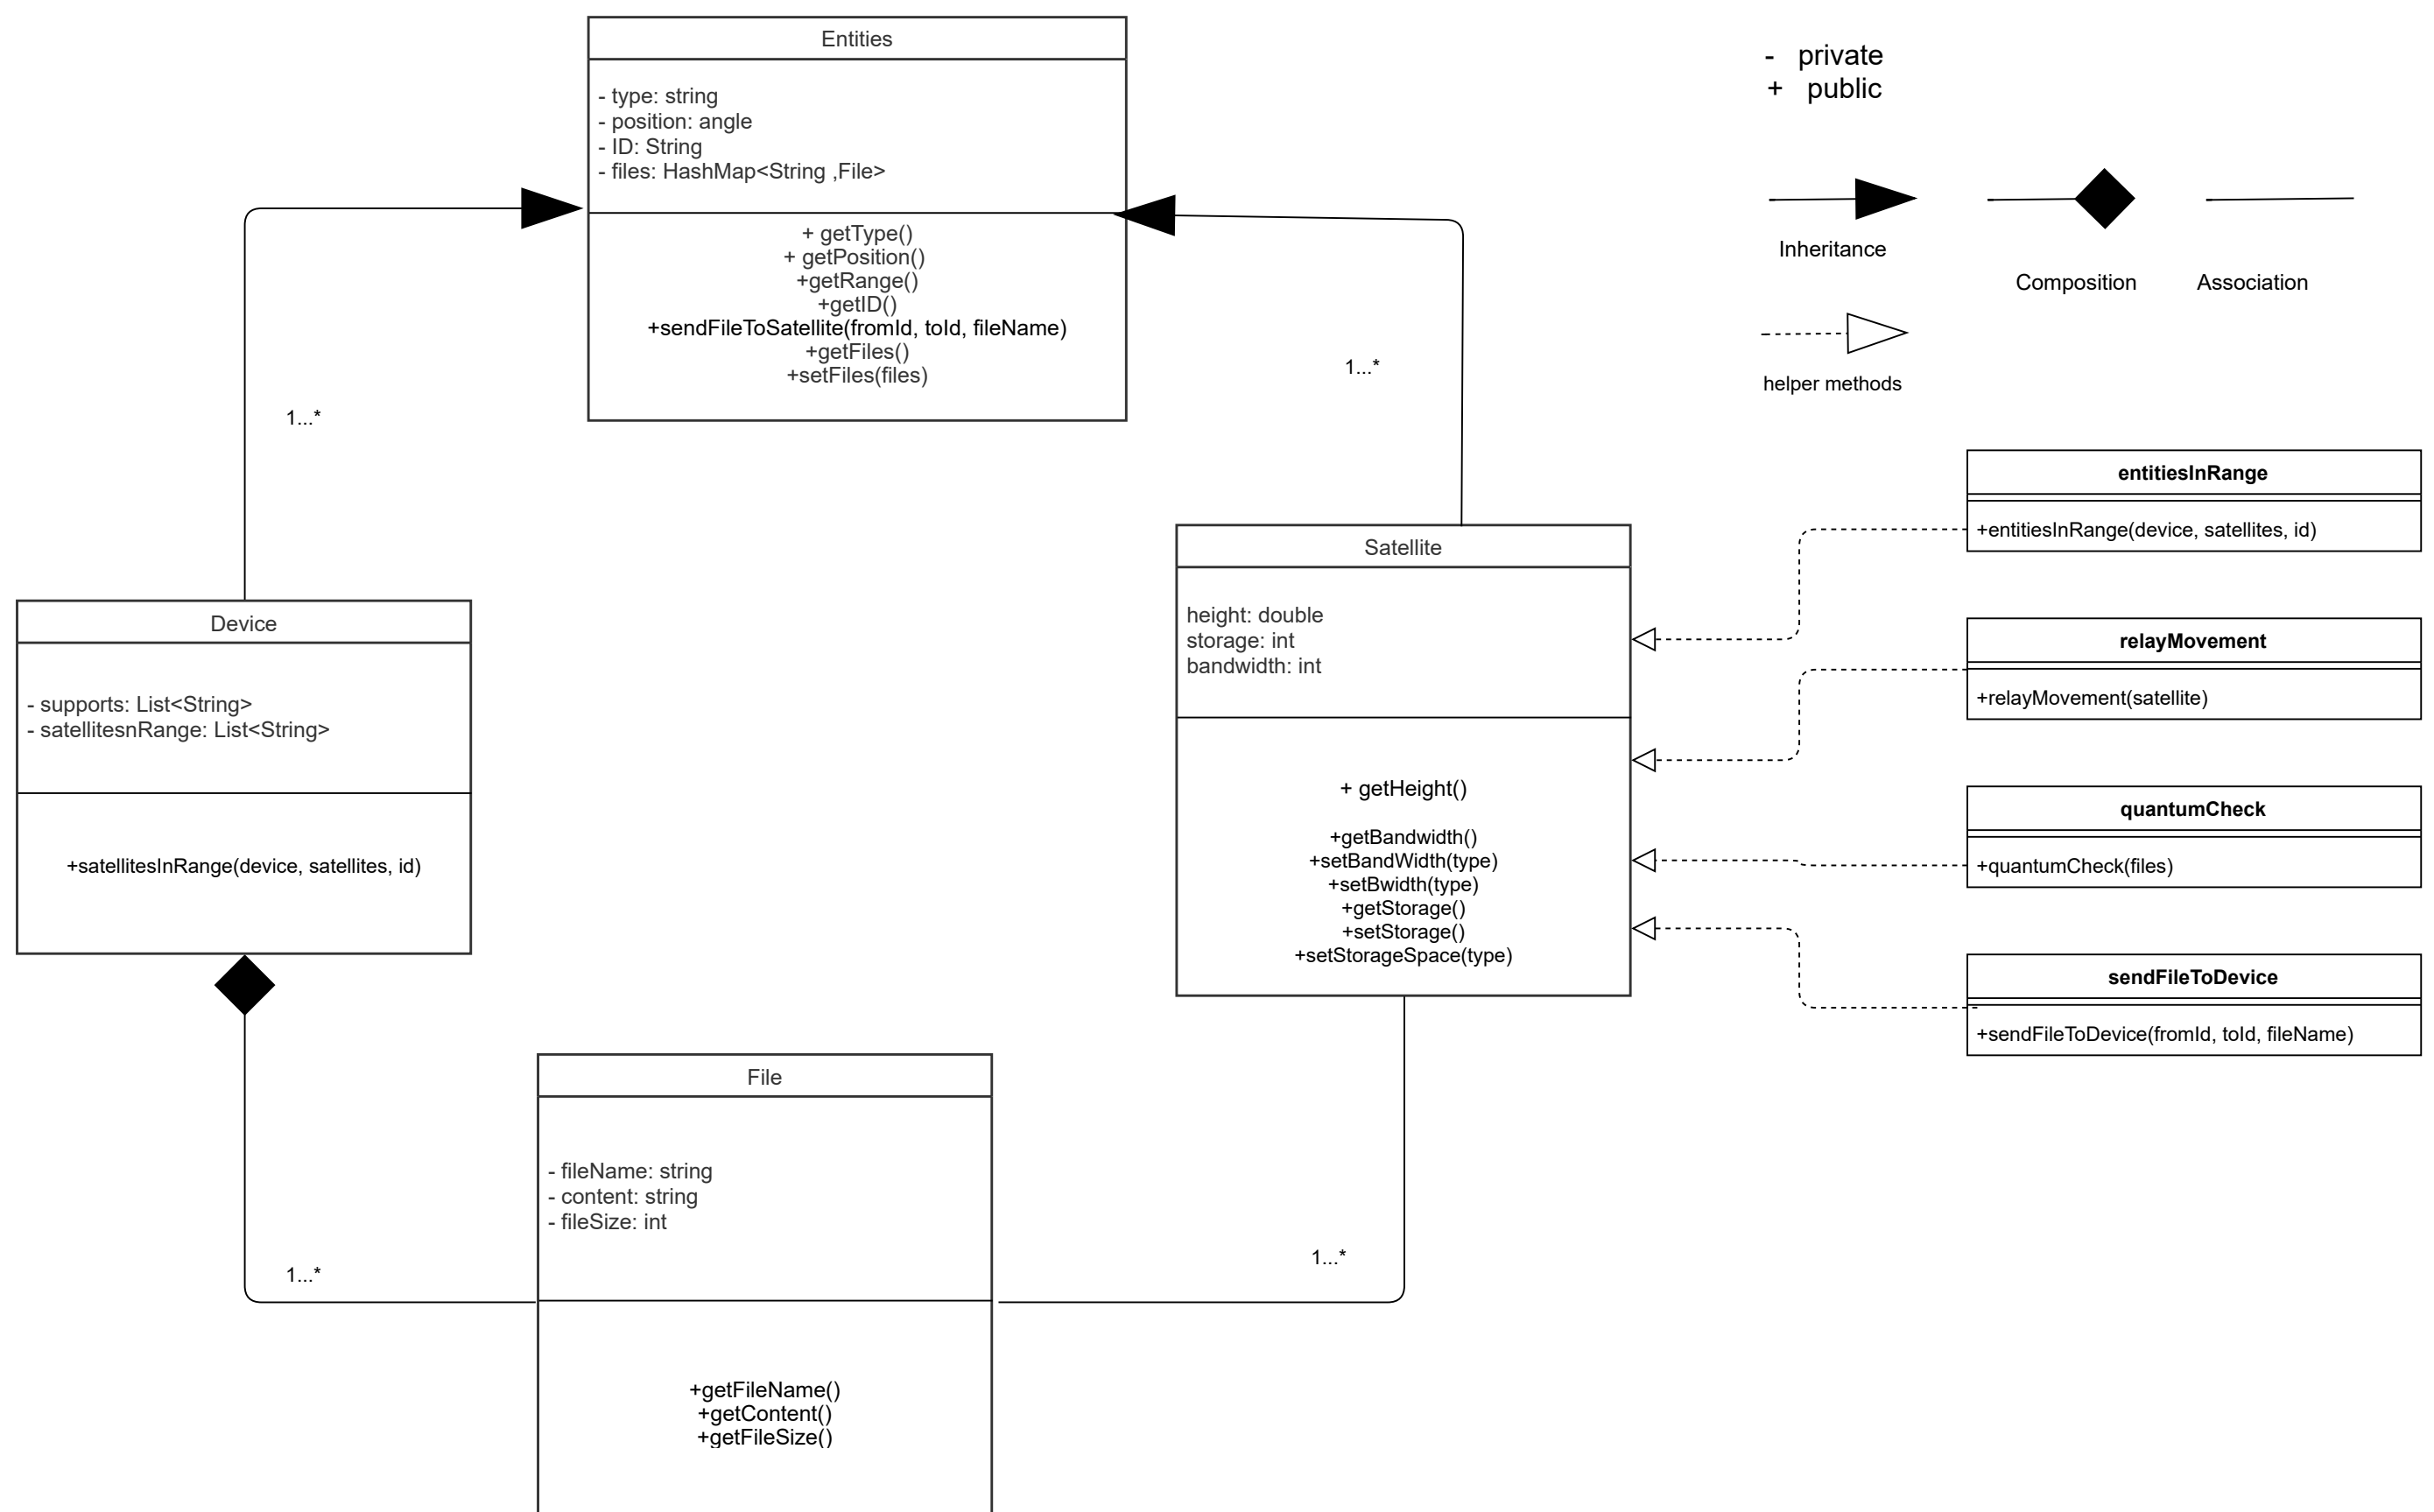 Entities
- type: string
- position: angle
- ID: String
- files: HashMap<String ,File>
+ getType()
+ getPosition()
+getRange()
+getID()
+sendFileToSatellite(fromId, toId, fileName)
+getFiles()
+setFiles(files)
- private
+ public
Inheritance
Composition
Association
helper methods
1...*
1...*
entitiesInRange
+entitiesInRange(device, satellites, id)
Satellite
height: double
storage: int
bandwidth: int
+ getHeight()
+getBandwidth()
+setBandWidth(type)
+setBwidth(type)
+getStorage()
+setStorage()
+setStorageSpace(type)
relayMovement
+relayMovement(satellite)
quantumCheck
+quantumCheck(files)
sendFileToDevice
+sendFileToDevice(fromId, toId, fileName)
Device
- supports: List<String>
- satellitesnRange: List<String>
+satellitesInRange(device, satellites, id)
File
- fileName: string
- content: string
- fileSize: int
+getFileName()
+getContent()
+getFileSize()
1...*
1...*